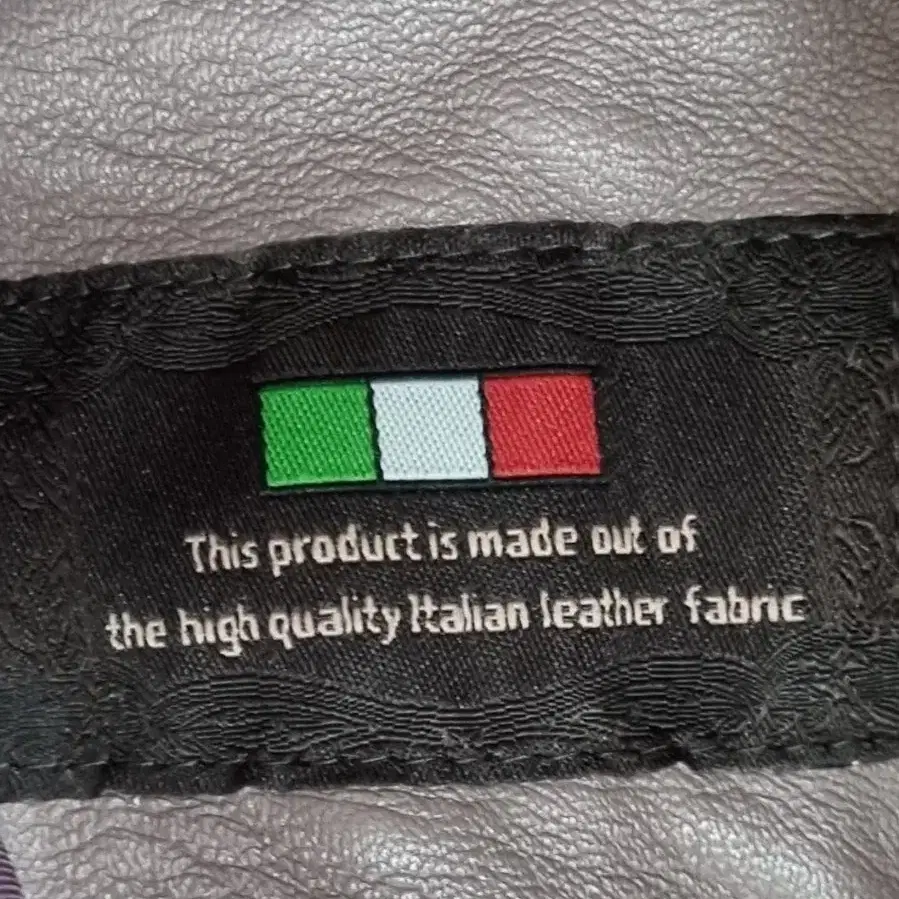 This product is made out of
the high quality Italian leather fabric